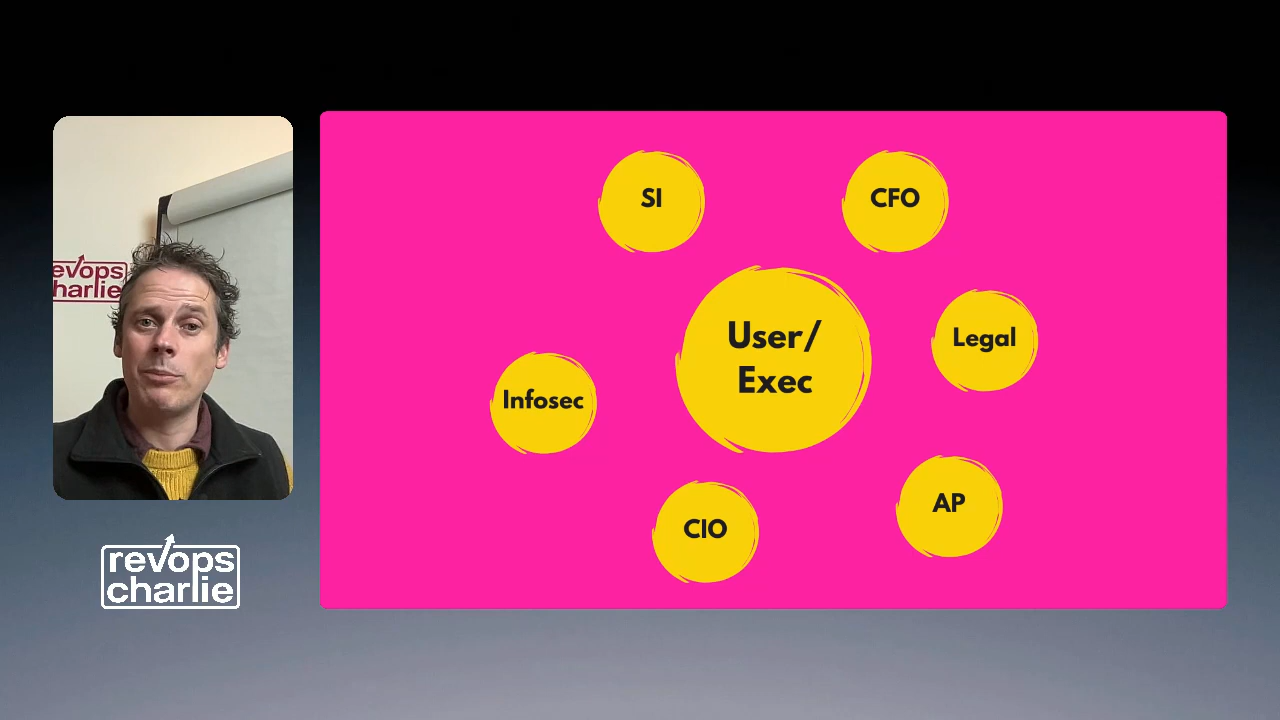 SI
CFO
User/
Exec
Legal
Infosec
AP
CIO
revops
charlie
revops
charlie